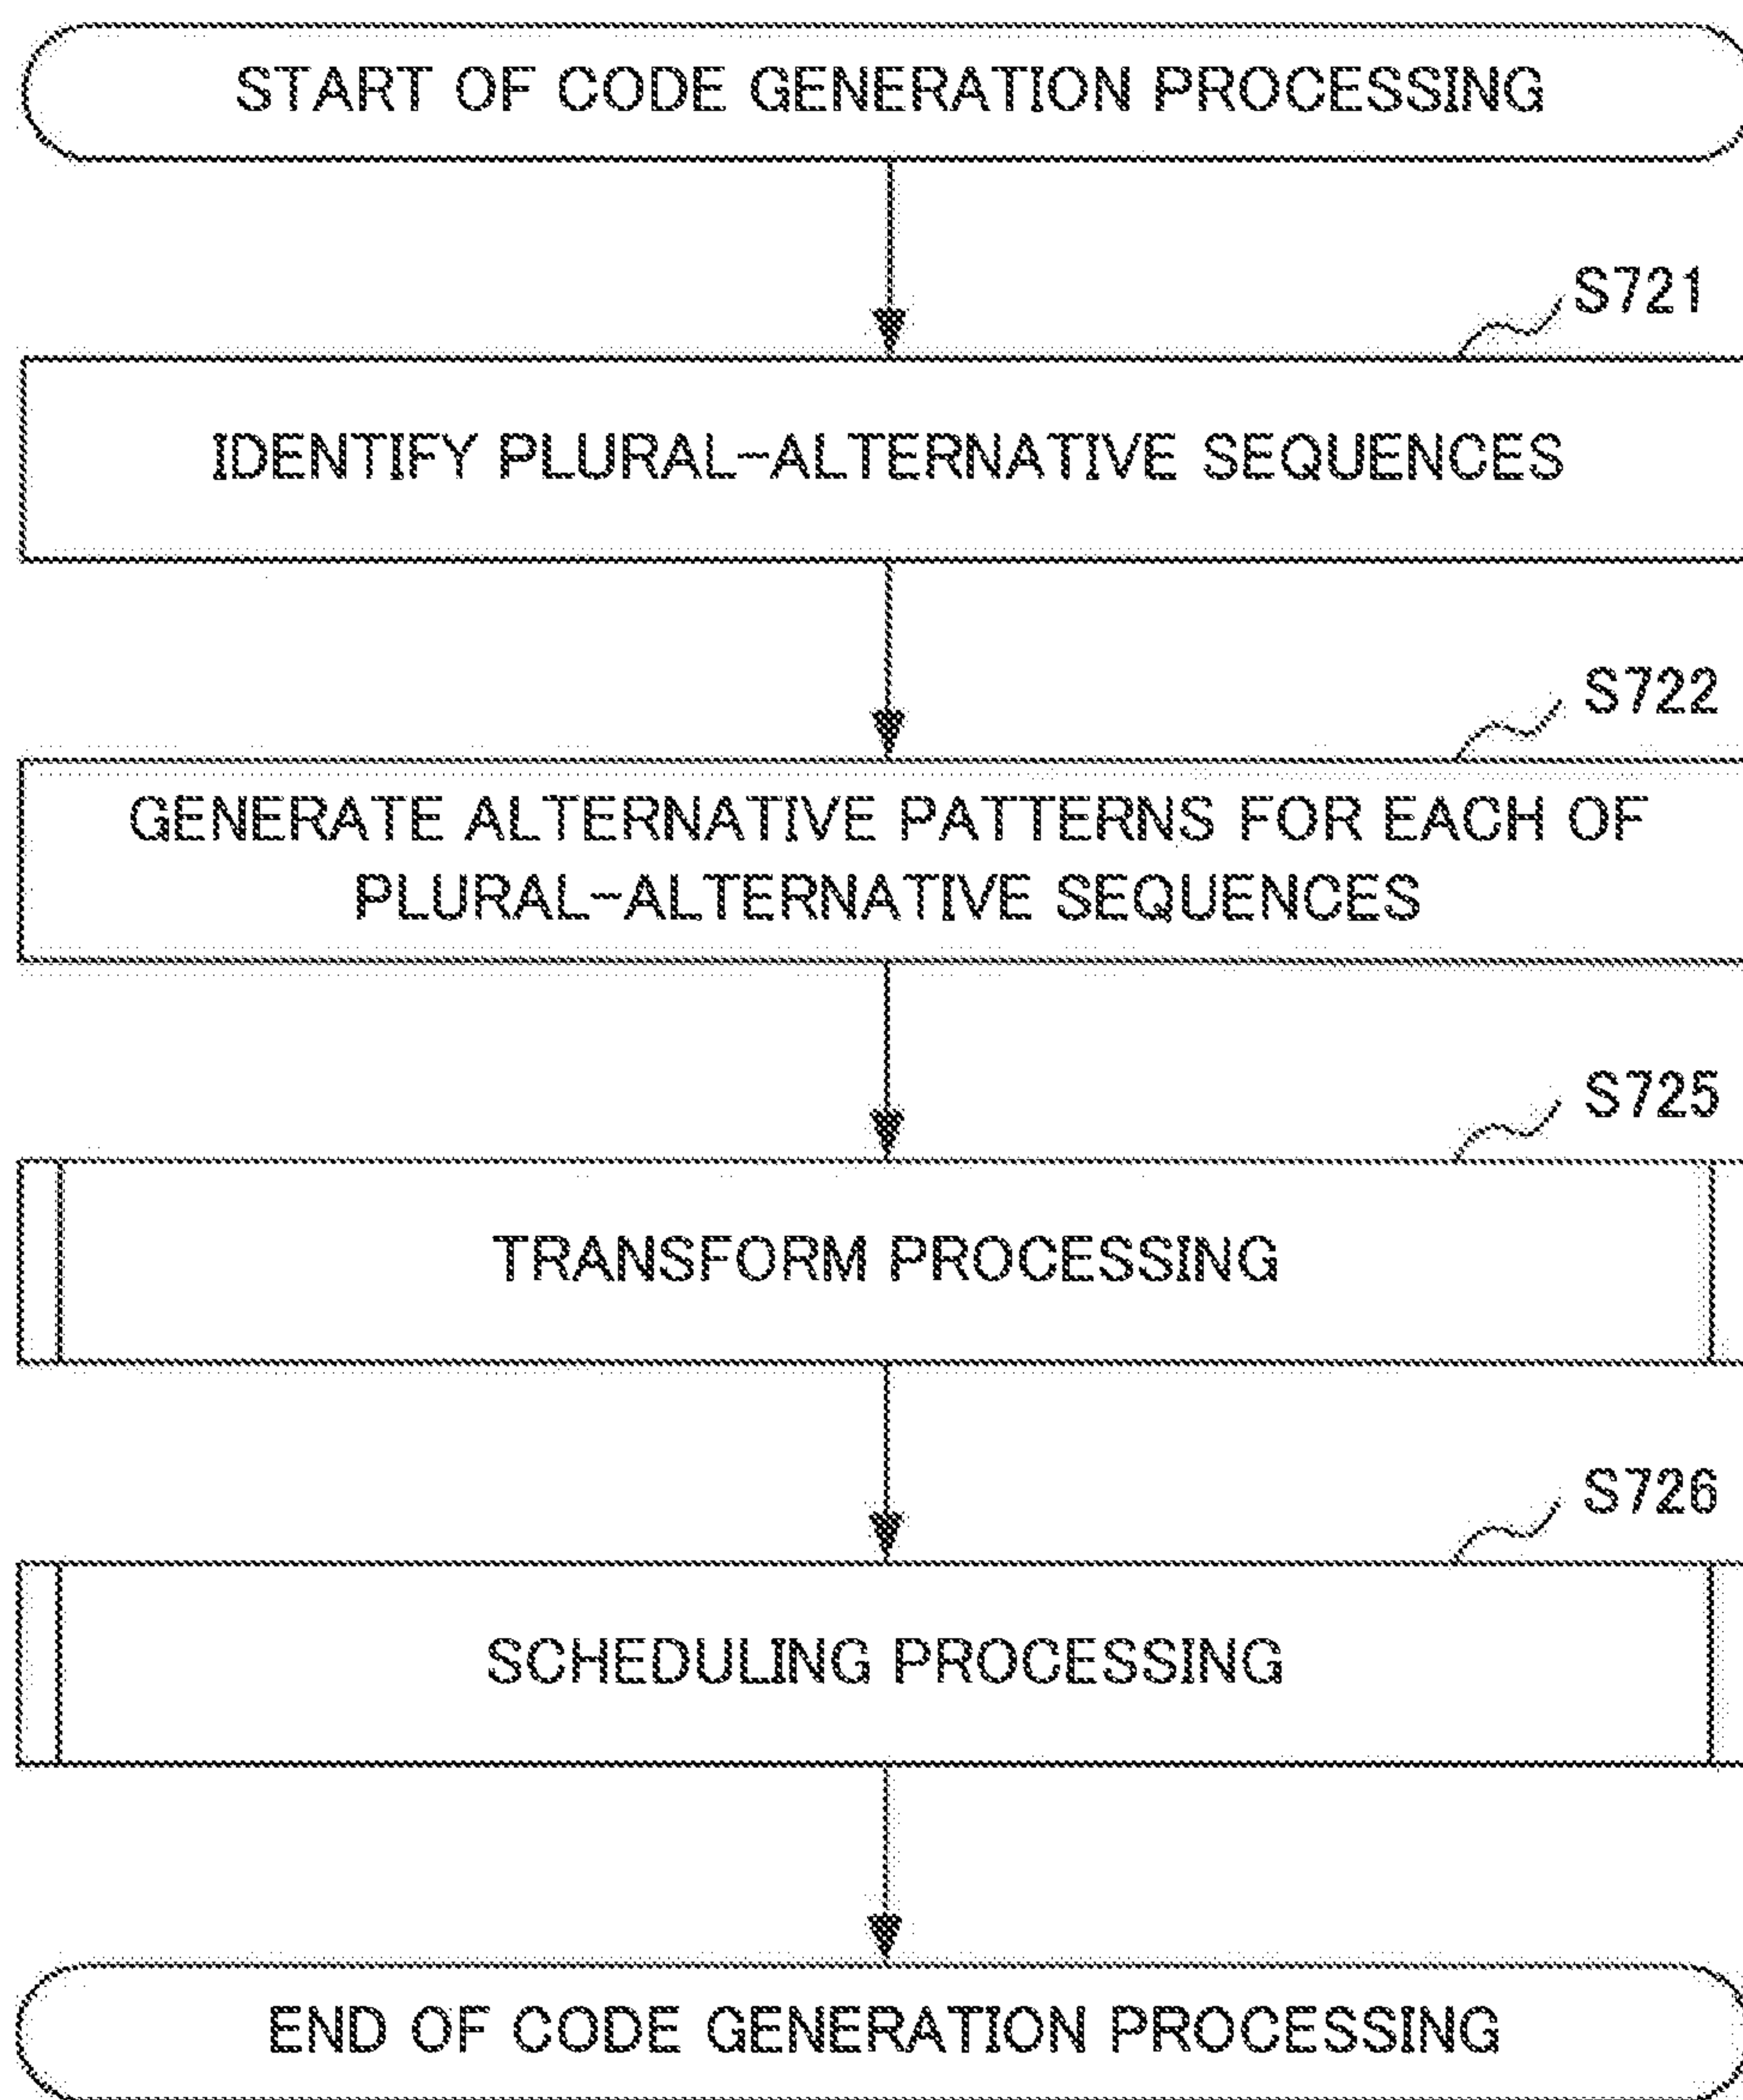 START OF CODE GENERATION PROCESSING
S721
IDENTIFY PLURAL-ALTERNATIVE SEQUENCES
S722
GENERATE ALTERNATIVE PATTERNS FOR EACH OF
PLURAL-ALTERNATIVE SEQUENCES
S725
TRANSFORM PROCESSING
S726
SCHEDULING PROCESSING
END OF CODE GENERATION PROCESSING